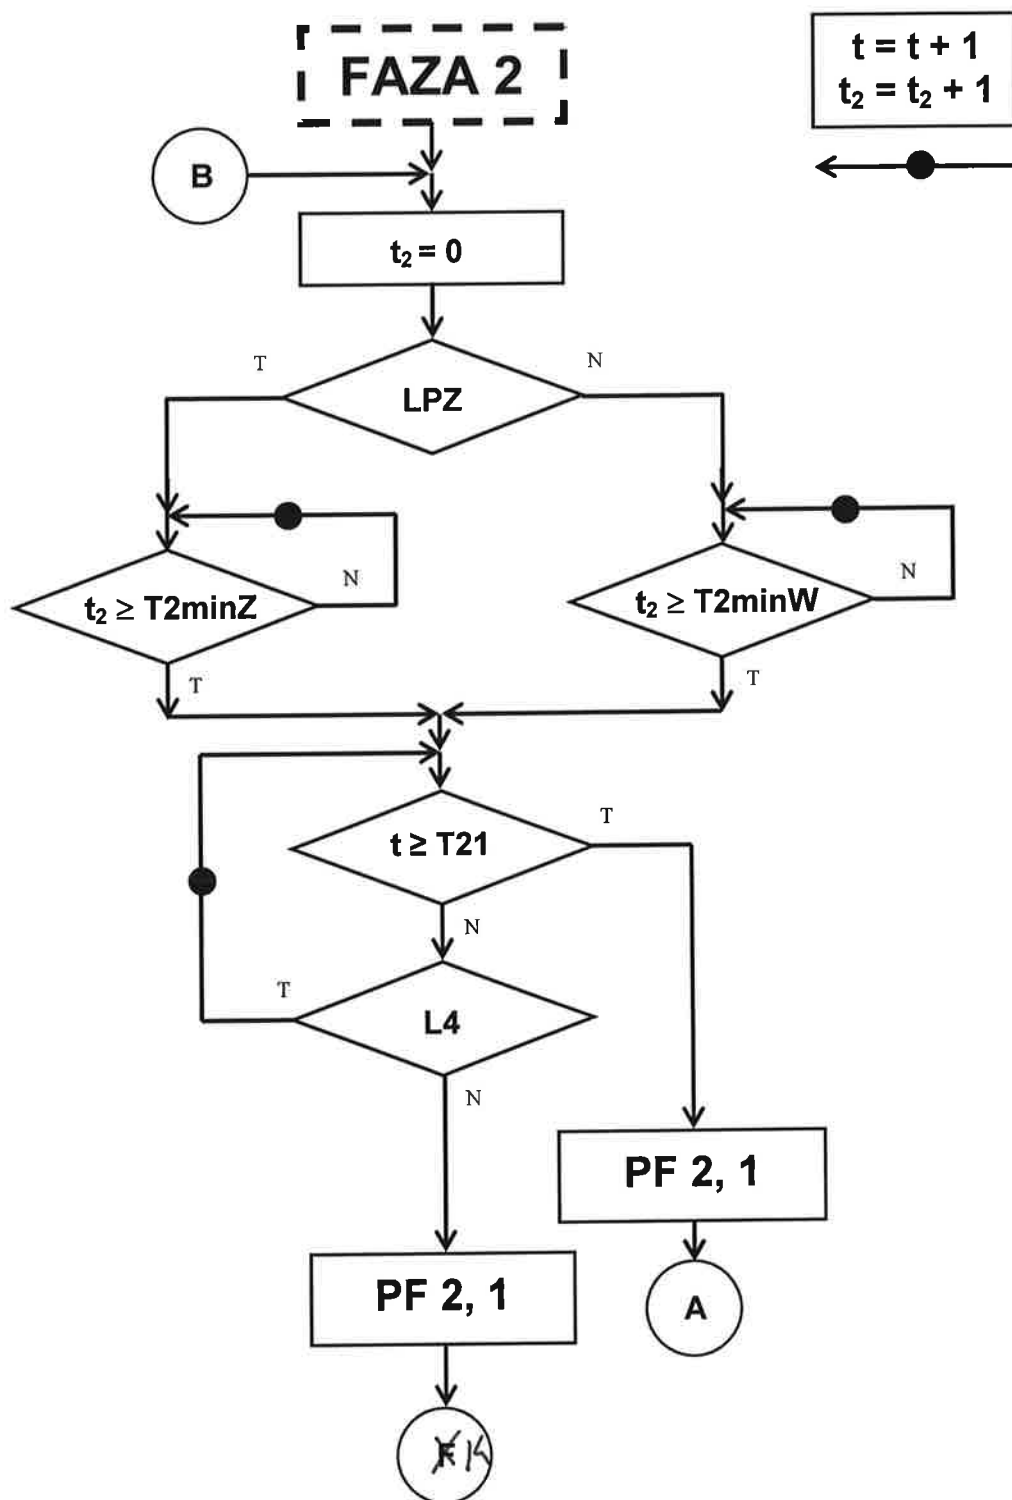 FAZA 2
t = t + 1
t₂ = t₂ + 1
B
t₂ = 0
T
N
LPZ
N
N
t₂ ≥ T2minZ
t₂ ≥ T2minW
T
T
t ≥ T21
T
N
T
L4
N
PF 2, 1
PF 2, 1
A